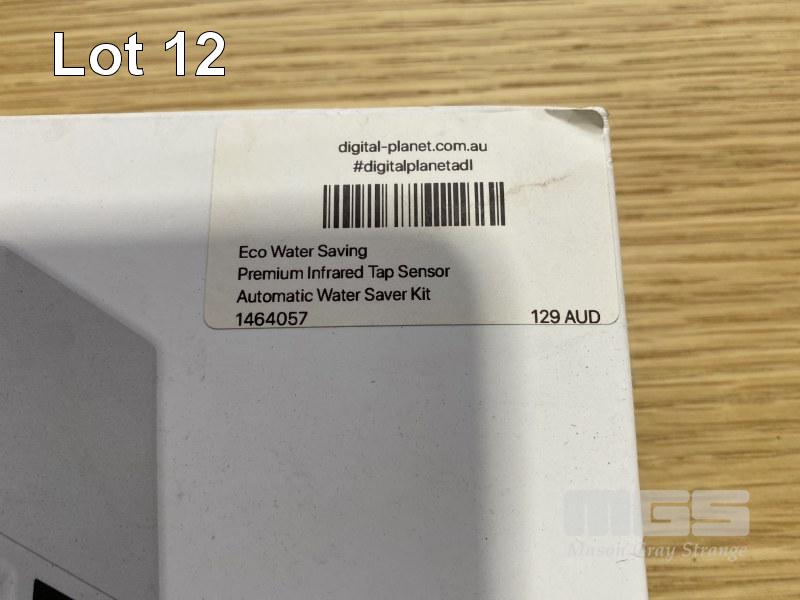 Lot 12
digital-planet.com.au
#digitalplanetadl
Eco Water Saving
Premium Infrared Tap Sensor
Automatic Water Saver Kit
1464057 129 AUD
MGS
Mason Gray Strange